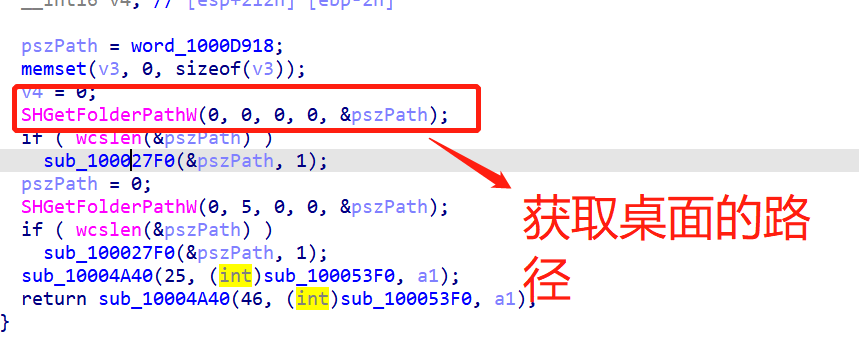 __int16 v4; // [esp+212h] [ebp-2h]
pszPath = word_1000D918;
memset(v3, 0, sizeof(v3));
v4 = 0;
SHGetFolderPathW(0, 0, 0, 0, &pszPath);
if ( wcslen(&pszPath) )
sub_100027F0(&pszPath, 1);
pszPath = 0;
SHGetFolderPathW(0, 5, 0, 0, &pszPath);
if ( wcslen(&pszPath) )
sub_100027F0(&pszPath, 1);
sub_10004A40(25, (int)sub_100053F0, a1);
return sub_10004A40(46, (int)sub_100053F0, a1);
}
获取桌面的路
径